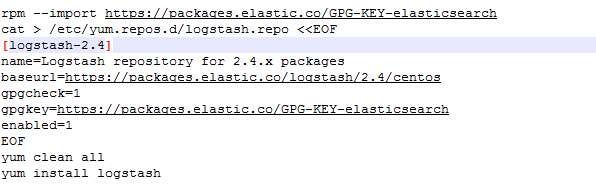 rpm --import https://packages.elastic.co/GPG-KEY-elasticsearch
cat > /etc/yum.repos.d/logstash.repo <<EOF
[logstash-2.4]
name=Logstash repository for 2.4.x packages
baseurl=https://packages.elastic.co/logstash/2.4/centos
gpgcheck=1
gpgkey=https://packages.elastic.co/GPG-KEY-elasticsearch
enabled=1
EOF
yum clean all
yum install logstash